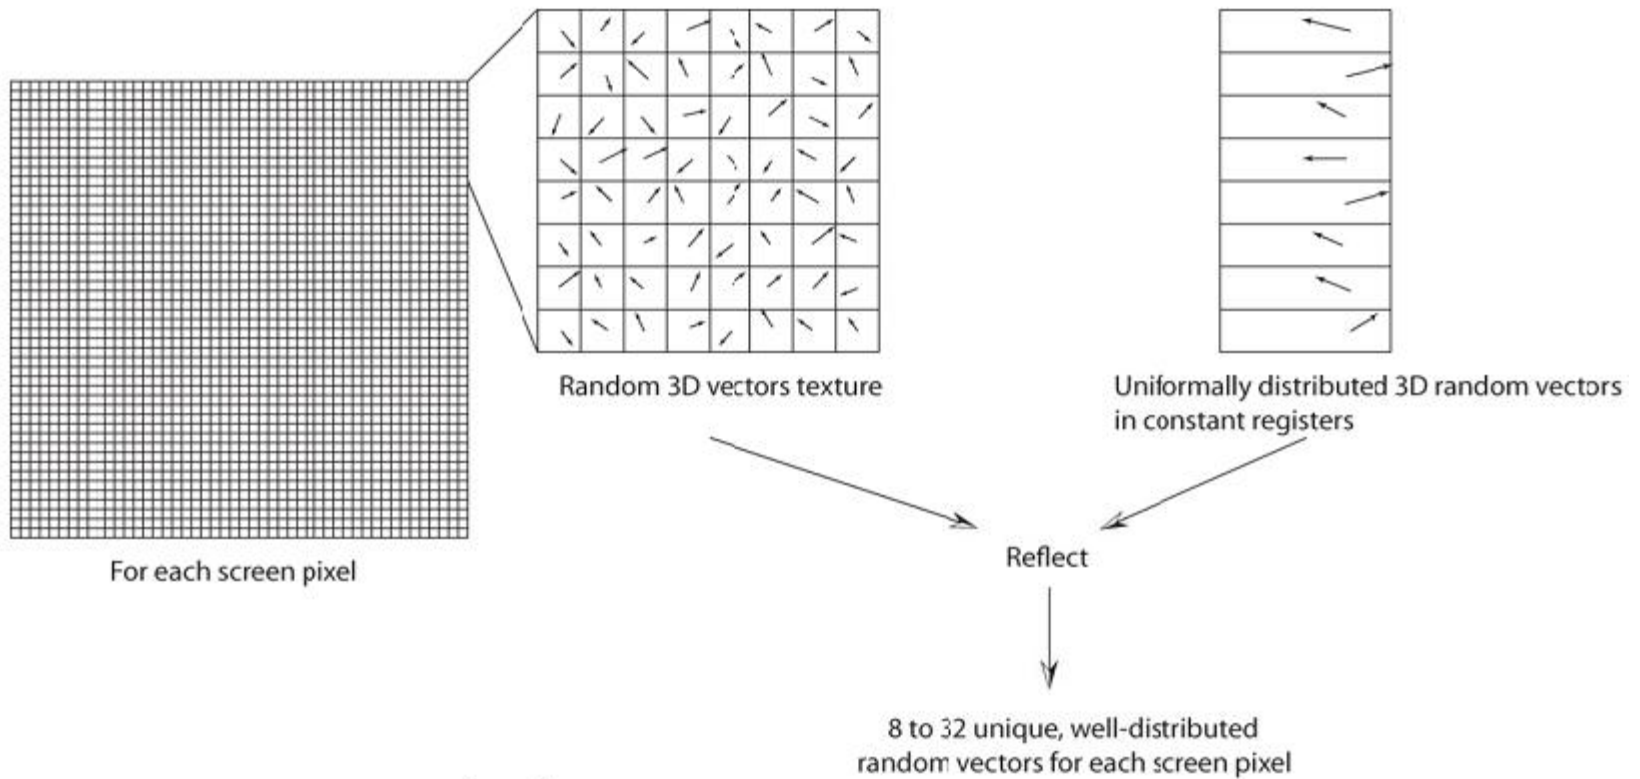 Random 3D vectors texture
Uniformally distributed 3D random vectors
in constant registers
For each screen pixel
Reflect
8 to 32 unique, well-distributed
random vectors for each screen pixel